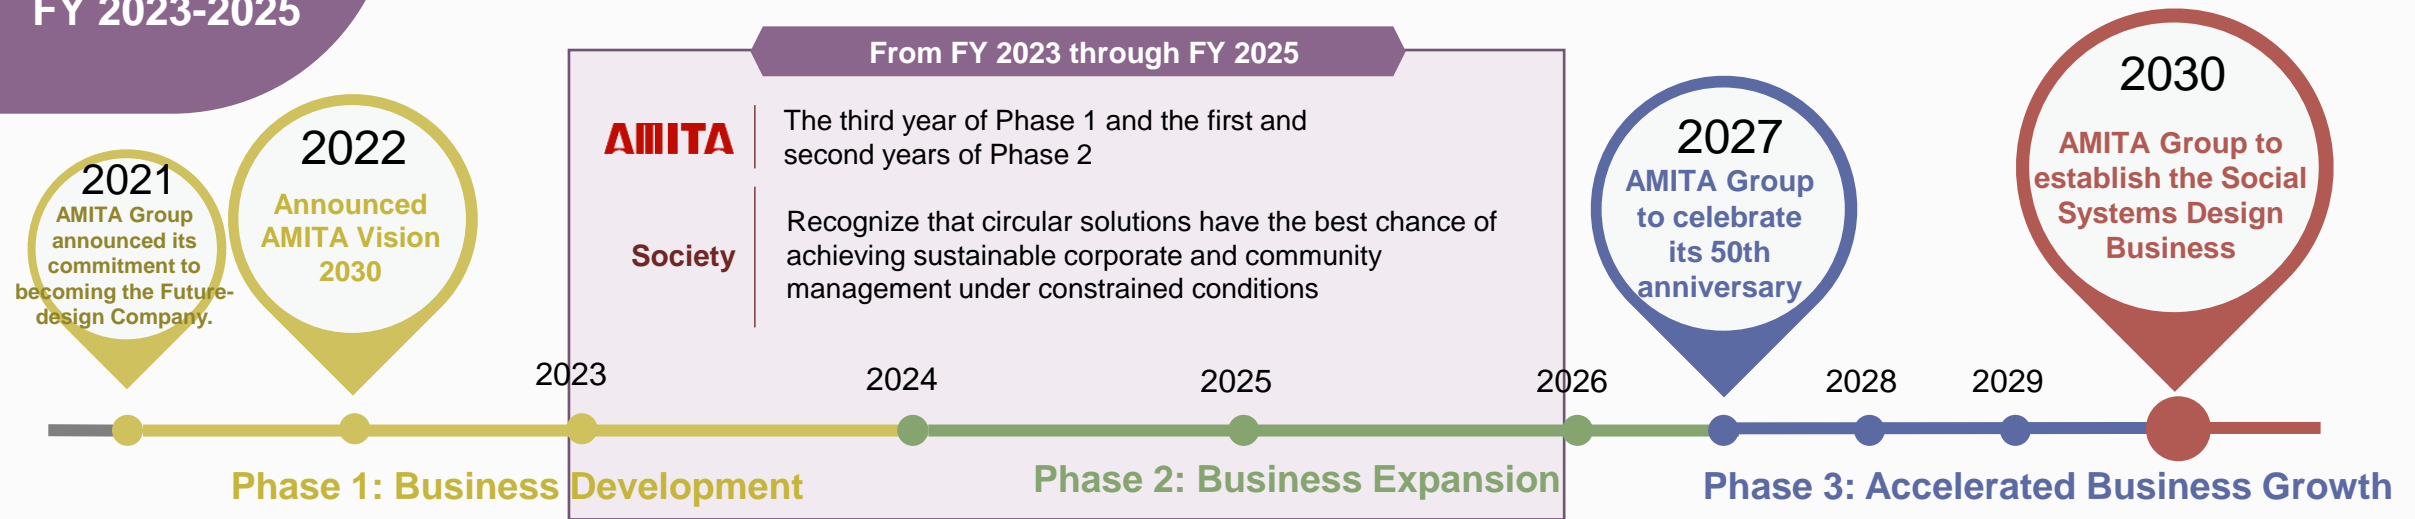 FY 2023-2025
From FY 2023 through FY 2025
AMITA
The third year of Phase 1 and the first and
second years of Phase 2
Society
Recognize that circular solutions have the best chance of
achieving sustainable corporate and community
management under constrained conditions
2021
AMITA Group
announced its
commitment to
becoming the Future-
design Company.
2022
Announced
AMITA Vision
2030
2027
AMITA Group
to celebrate
its 50th
anniversary
2030
AMITA Group to
establish the Social
Systems Design
Business
2023
2024
2025
2026
2028
2029
Phase 1: Business Development
Phase 2: Business Expansion
Phase 3: Accelerated Business Growth